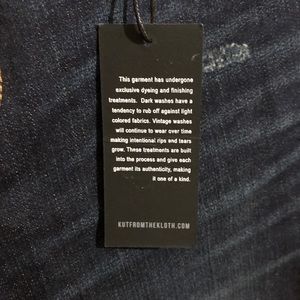 This garment has undergone
exclusive dyeing and finishing
treatments. Dark washes have a
tendency to rub off against light
colored fabrics. Vintage washes
will continue to wear over time
making intentional rips and tears
grow. These treatments are built
into the process and give each
garment its authenticity, making
it one of a kind.
KUTFROMTHEKLOTH.COM